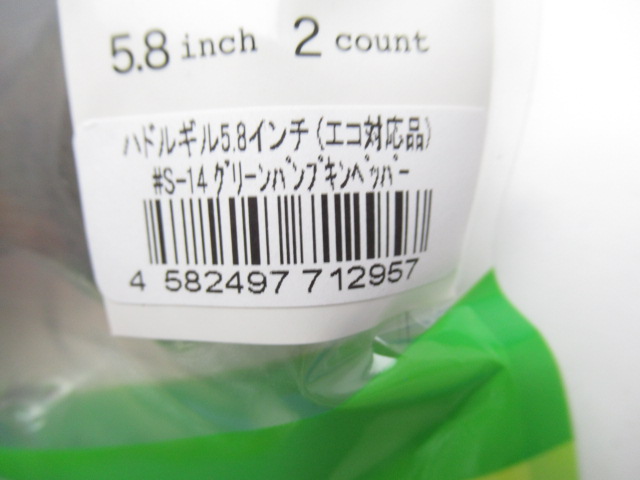 5.8 inch 2 count
ハドルギル5.8インチ(エコ対応品)
#S-14 グリーンパンプキンペッパー
4 582497 712957